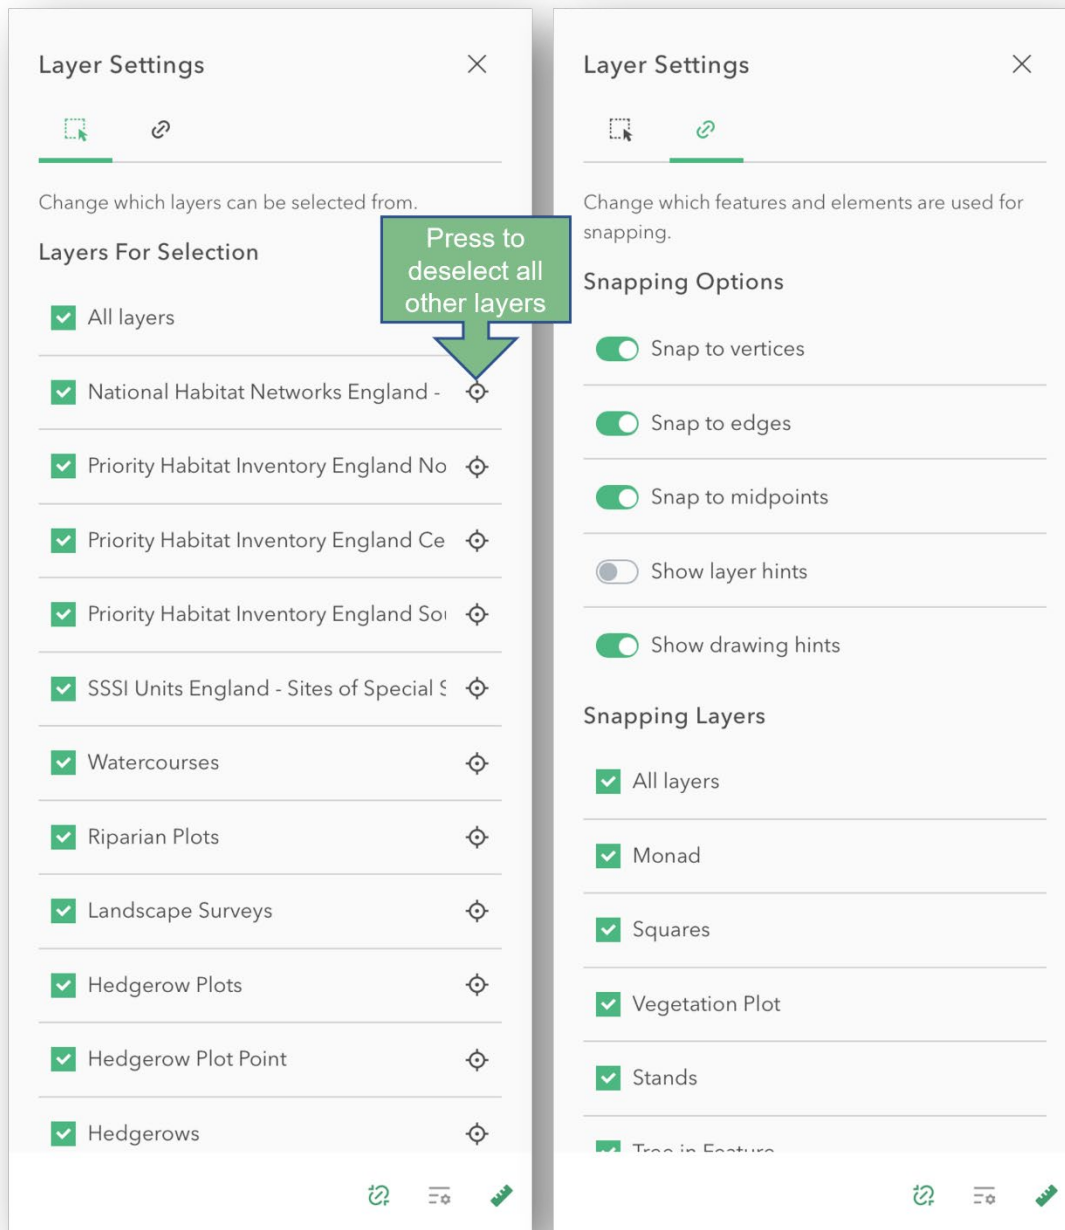 Layer Settings
Change which layers can be selected from.
Layers For Selection
Press to
deselect all
other layers
All layers
National Habitat Networks England -
Priority Habitat Inventory England No
Priority Habitat Inventory England Ce
Priority Habitat Inventory England So
SSSI Units England - Sites of Special S
Watercourses
Riparian Plots
Landscape Surveys
Hedgerow Plots
Hedgerow Plot Point
Hedgerows
Layer Settings
Change which features and elements are used for
snapping.
Snapping Options
Snap to vertices
Snap to edges
Snap to midpoints
Show layer hints
Show drawing hints
Snapping Layers
All layers
Monad
Squares
Vegetation Plot
Stands
Tree in Feature